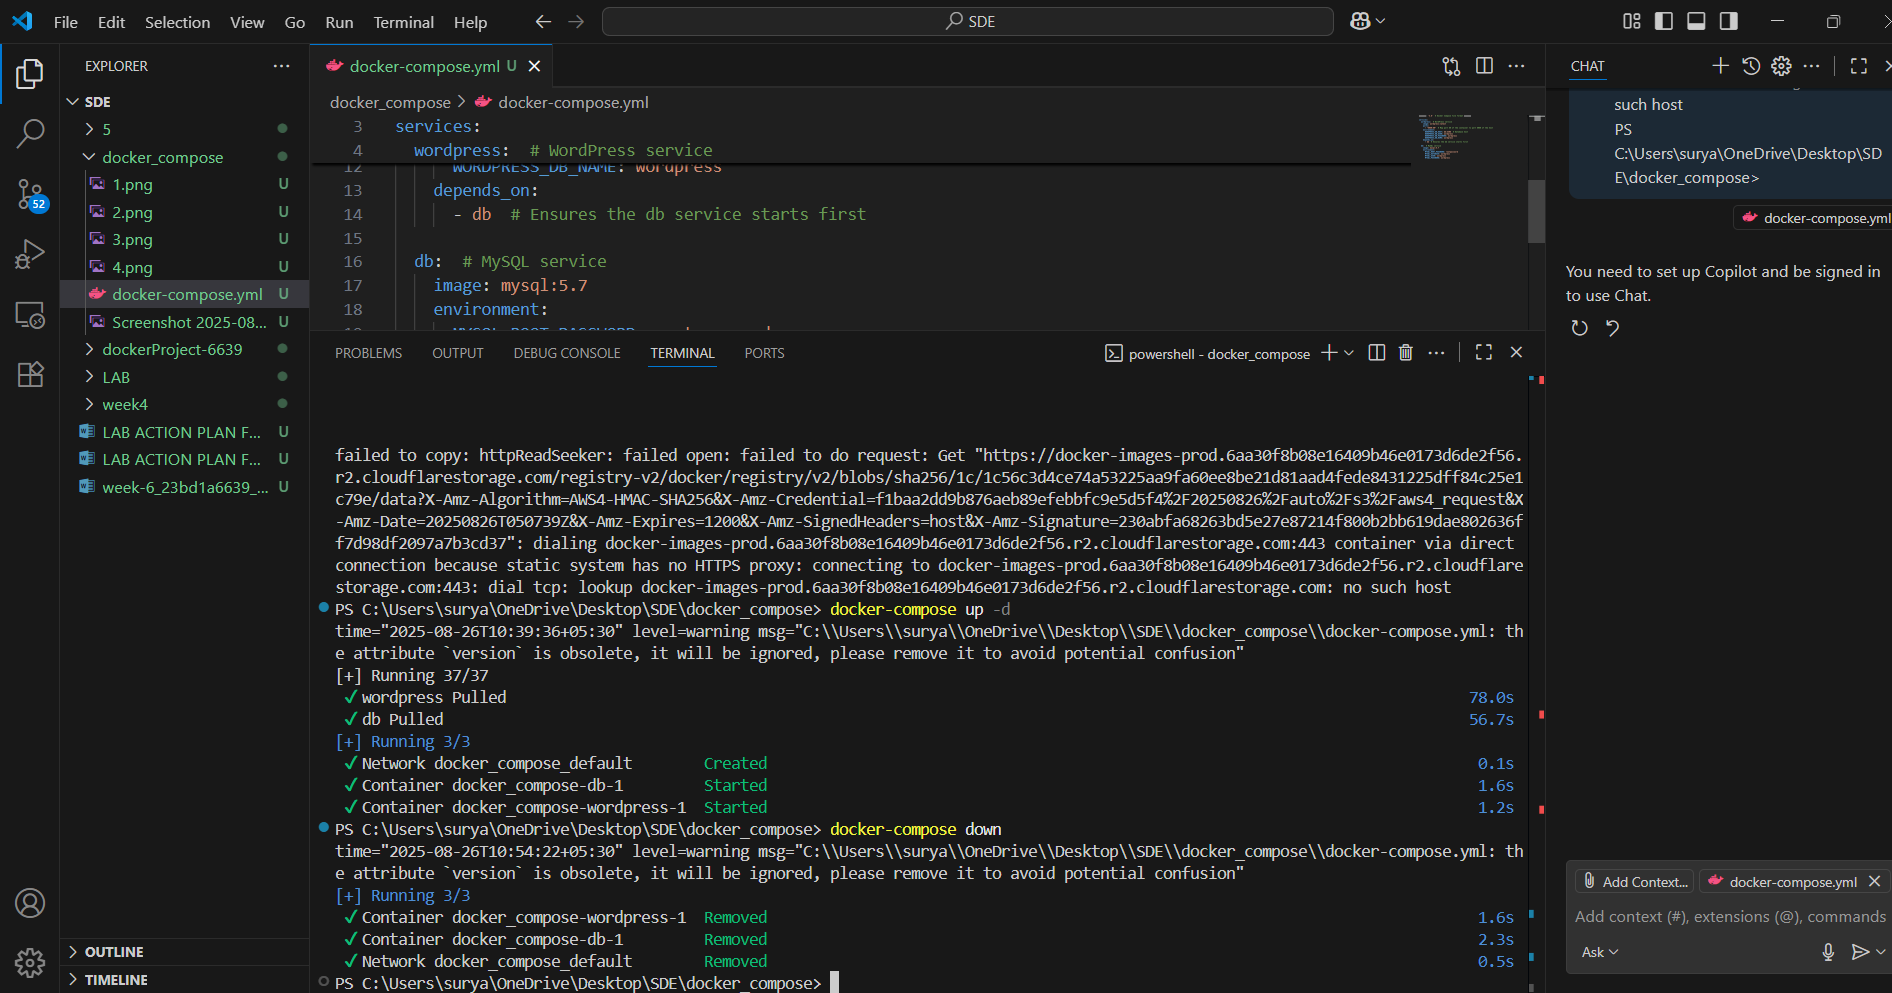 File Edit Selection View Go Run Terminal Help
SDE
EXPLORER
SDE
5
docker_compose
1.png U
2.png U
3.png U
4.png U
docker-compose.yml U
Screenshot 2025-08... U
dockerProject-6639
LAB
week4
LAB ACTION PLAN F... U
LAB ACTION PLAN F... U
week-6_23bd1a6639_... U
OUTLINE
TIMELINE
52
docker-compose.yml U
docker_compose > docker-compose.yml
3 services:
4 wordpress: # WordPress service
12 WORDPRESS_DB_NAME: wordpress
13 depends_on:
14 - db # Ensures the db service starts first
15
16 db: # MySQL service
17 image: mysql:5.7
18 environment:
PROBLEMS OUTPUT DEBUG CONSOLE TERMINAL PORTS
powershell - docker_compose
failed to copy: httpReadSeeker: failed open: failed to do request: Get "https://docker-images-prod.6aa30f8b08e16409b46e0173d6de2f56.
r2.cloudflarestorage.com/registry-v2/docker/registry/v2/blobs/sha256/1c/1c56c3d4ce74a53225aa9fa60ee8be21d81aad4fede8431225dff84c25e1
c79e/data?X-Amz-Algorithm=AWS4-HMAC-SHA256&X-Amz-Credential=f1baa2dd9b876aeb89efebbfc9e5d5f4%2F20250826%2Fauto%2Fs3%2Faws4_request&X
-Amz-Date=20250826T050739Z&X-Amz-Expires=1200&X-Amz-SignedHeaders=host&X-Amz-Signature=230abfa68263bd5e27e87214f800b2bb619dae802636f
f7d98df2097a7b3cd37": dialing docker-images-prod.6aa30f8b08e16409b46e0173d6de2f56.r2.cloudflarestorage.com:443 container via direct
connection because static system has no HTTPS proxy: connecting to docker-images-prod.6aa30f8b08e16409b46e0173d6de2f56.r2.cloudflare
storage.com:443: dial tcp: lookup docker-images-prod.6aa30f8b08e16409b46e0173d6de2f56.r2.cloudflarestorage.com: no such host
PS C:\Users\surya\OneDrive\Desktop\SDE\docker_compose> docker-compose up -d
time="2025-08-26T10:39:36+05:30" level=warning msg="C:\\Users\\surya\\OneDrive\\Desktop\\SDE\\docker_compose\\docker-compose.yml: th
e attribute `version` is obsolete, it will be ignored, please remove it to avoid potential confusion"
[+] Running 37/37
✓ wordpress Pulled 78.0s
✓ db Pulled 56.7s
[+] Running 3/3
✓ Network docker_compose_default Created 0.1s
✓ Container docker_compose-db-1 Started 1.6s
✓ Container docker_compose-wordpress-1 Started 1.2s
PS C:\Users\surya\OneDrive\Desktop\SDE\docker_compose> docker-compose down
time="2025-08-26T10:54:22+05:30" level=warning msg="C:\\Users\\surya\\OneDrive\\Desktop\\SDE\\docker_compose\\docker-compose.yml: th
e attribute `version` is obsolete, it will be ignored, please remove it to avoid potential confusion"
[+] Running 3/3
✓ Container docker_compose-wordpress-1 Removed 1.6s
✓ Container docker_compose-db-1 Removed 2.3s
✓ Network docker_compose_default Removed 0.5s
PS C:\Users\surya\OneDrive\Desktop\SDE\docker_compose>
CHAT
such host
PS
C:\Users\surya\OneDrive\Desktop\SD
E\docker_compose>
docker-compose.yml
You need to set up Copilot and be signed in
to use Chat.
Add Context... docker-compose.yml
Add context (#), extensions (@), commands
Ask